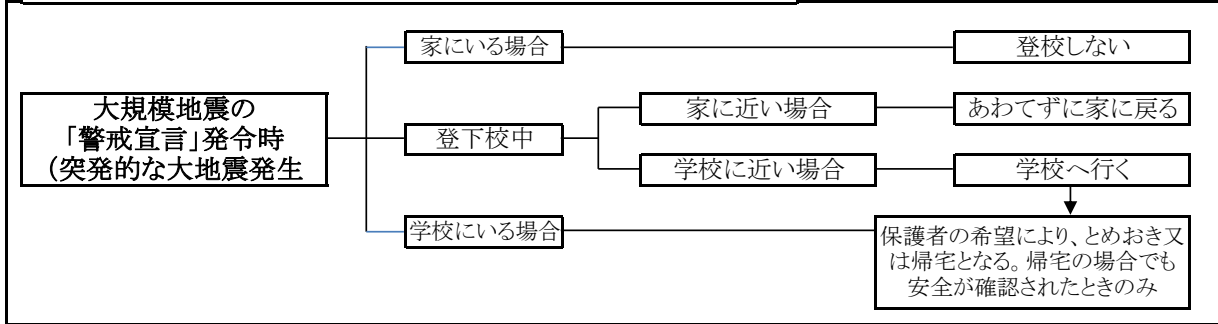 家にいる場合
登校しない
大規模地震の
「警戒宣言」発令時
(突発的な大地震発生
登下校中
家に近い場合
あわてずに家に戻る
学校に近い場合
学校へ行く
学校にいる場合
保護者の希望により、とめおき又
は帰宅となる。帰宅の場合でも
安全が確認されたときのみ